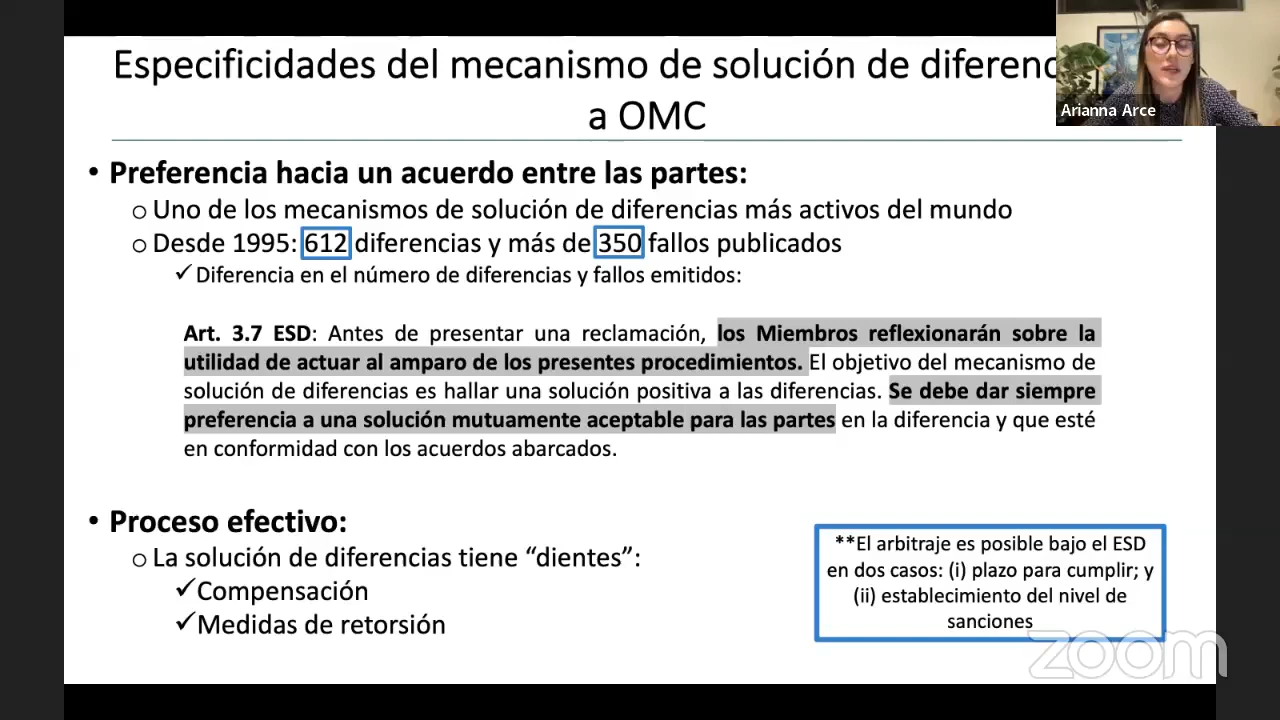 Especificidades del mecanismo de solución de diferenc
a OMC
Arianna Arce
• Preferencia hacia un acuerdo entre las partes:
o Uno de los mecanismos de solución de diferencias más activos del mundo
o Desde 1995: 612 diferencias y más de 350 fallos publicados
✓Diferencia en el número de diferencias y fallos emitidos:
Art. 3.7 ESD: Antes de presentar una reclamación, los Miembros reflexionarán sobre la
utilidad de actuar al amparo de los presentes procedimientos. El objetivo del mecanismo de
solución de diferencias es hallar una solución positiva a las diferencias. Se debe dar siempre
preferencia a una solución mutuamente aceptable para las partes en la diferencia y que esté
en conformidad con los acuerdos abarcados.
• Proceso efectivo:
o La solución de diferencias tiene “dientes”:
✓Compensación
✓Medidas de retorsión
**El arbitraje es posible bajo el ESD
en dos casos: (i) plazo para cumplir; y
(ii) establecimiento del nivel de
sanciones
zoom